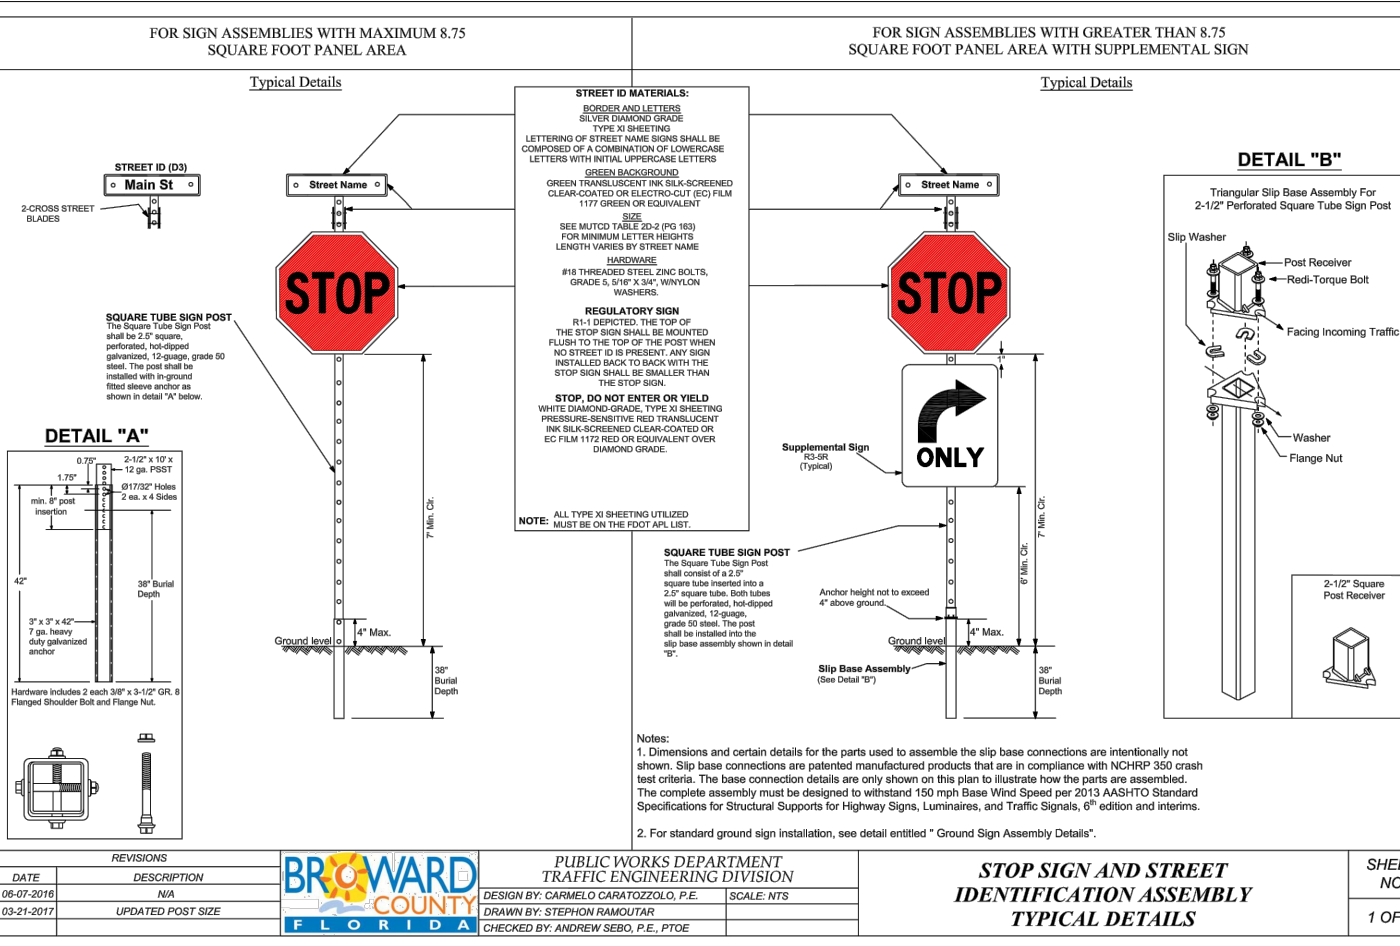 FOR SIGN ASSEMBLIES WITH MAXIMUM 8.75
SQUARE FOOT PANEL AREA
Typical Details
FOR SIGN ASSEMBLIES WITH GREATER THAN 8.75
SQUARE FOOT PANEL AREA WITH SUPPLEMENTAL SIGN
Typical Details
STREET ID MATERIALS:
BORDER AND LETTERS
SILVER DIAMOND GRADE
TYPE XI SHEETING
LETTERING OF STREET NAME SIGNS SHALL BE
COMPOSED OF A COMBINATION OF LOWERCASE
LETTERS WITH INITIAL UPPERCASE LETTERS
GREEN BACKGROUND
GREEN TRANSLUSCENT INK SILK-SCREENED
CLEAR-COATED OR ELECTRO-CUT (EC) FILM
1177 GREEN OR EQUIVALENT
SIZE
SEE MUTCD TABLE 2D-2 (PG 163)
FOR MINIMUM LETTER HEIGHTS
LENGTH VARIES BY STREET NAME
HARDWARE
#18 THREADED STEEL ZINC BOLTS,
GRADE 5, 5/16" X 3/4", W/NYLON
WASHERS.
REGULATORY SIGN
R1-1 DEPICTED. THE TOP OF
THE STOP SIGN SHALL BE MOUNTED
FLUSH TO THE TOP OF THE POST WHEN
NO STREET ID IS PRESENT. ANY SIGN
INSTALLED BACK TO BACK WITH THE
STOP SIGN SHALL BE SMALLER THAN
THE STOP SIGN.
STOP, DO NOT ENTER OR YIELD
WHITE DIAMOND-GRADE, TYPE XI SHEETING
PRESSURE-SENSITIVE RED TRANSLUCENT
INK SILK-SCREENED CLEAR-COATED OR
EC FILM 1172 RED OR EQUIVALENT OVER
DIAMOND GRADE.
NOTE: ALL TYPE XI SHEETING UTILIZED
MUST BE ON THE FDOT APL LIST.
STREET ID (D3)
Main St
2-CROSS STREET
BLADES
Street Name
STOP
SQUARE TUBE SIGN POST
The Square Tube Sign Post
shall be 2.5" square,
perforated, hot-dipped
galvanized, 12-guage, grade 50
steel. The post shall be
installed with in-ground
fitted sleeve anchor as
shown in detail "A" below.
7' Min. Clr.
4" Max.
Ground level
38"
Burial
Depth
DETAIL "A"
0.75"
2-1/2" x 10' x
12 ga. PSST
1.75"
Ø17/32" Holes
2 ea. x 4 Sides
min. 8" post
insertion
42"
38" Burial
Depth
3" x 3" x 42"
7 ga. heavy
duty galvanized
anchor
Hardware includes 2 each 3/8" x 3-1/2" GR. 8
Flanged Shoulder Bolt and Flange Nut.
Street Name
STOP
1"
ONLY
Supplemental Sign
R3-5R
(Typical)
SQUARE TUBE SIGN POST
The Square Tube Sign Post
shall consist of a 2.5"
square tube inserted into a
2.5" square tube. Both tubes
will be perforated, hot-dipped
galvanized, 12-guage,
grade 50 steel. The post
shall be installed into the
slip base assembly shown in detail
"B".
Anchor height not to exceed
4" above ground.
6' Min. Clr.
7' Min. Clr.
4" Max.
Ground level
Slip Base Assembly
(See Detail "B")
38"
Burial
Depth
DETAIL "B"
Triangular Slip Base Assembly For
2-1/2" Perforated Square Tube Sign Post
Slip Washer
Post Receiver
Redi-Torque Bolt
Facing Incoming Traffic
Washer
Flange Nut
2-1/2" Square
Post Receiver
Notes:
1. Dimensions and certain details for the parts used to assemble the slip base connections are intentionally not
shown. Slip base connections are patented manufactured products that are in compliance with NCHRP 350 crash
test criteria. The base connection details are only shown on this plan to illustrate how the parts are assembled.
The complete assembly must be designed to withstand 150 mph Base Wind Speed per 2013 AASHTO Standard
Specifications for Structural Supports for Highway Signs, Luminaires, and Traffic Signals, 6th edition and interims.
2. For standard ground sign installation, see detail entitled " Ground Sign Assembly Details".
REVISIONS
DATE DESCRIPTION
06-07-2016 N/A
03-21-2017 UPDATED POST SIZE
BROWARD
COUNTY
FLORIDA
PUBLIC WORKS DEPARTMENT
TRAFFIC ENGINEERING DIVISION
DESIGN BY: CARMELO CARATOZZOLO, P.E. SCALE: NTS
DRAWN BY: STEPHON RAMOUTAR
CHECKED BY: ANDREW SEBO, P.E., PTOE
STOP SIGN AND STREET
IDENTIFICATION ASSEMBLY
TYPICAL DETAILS
1 OF